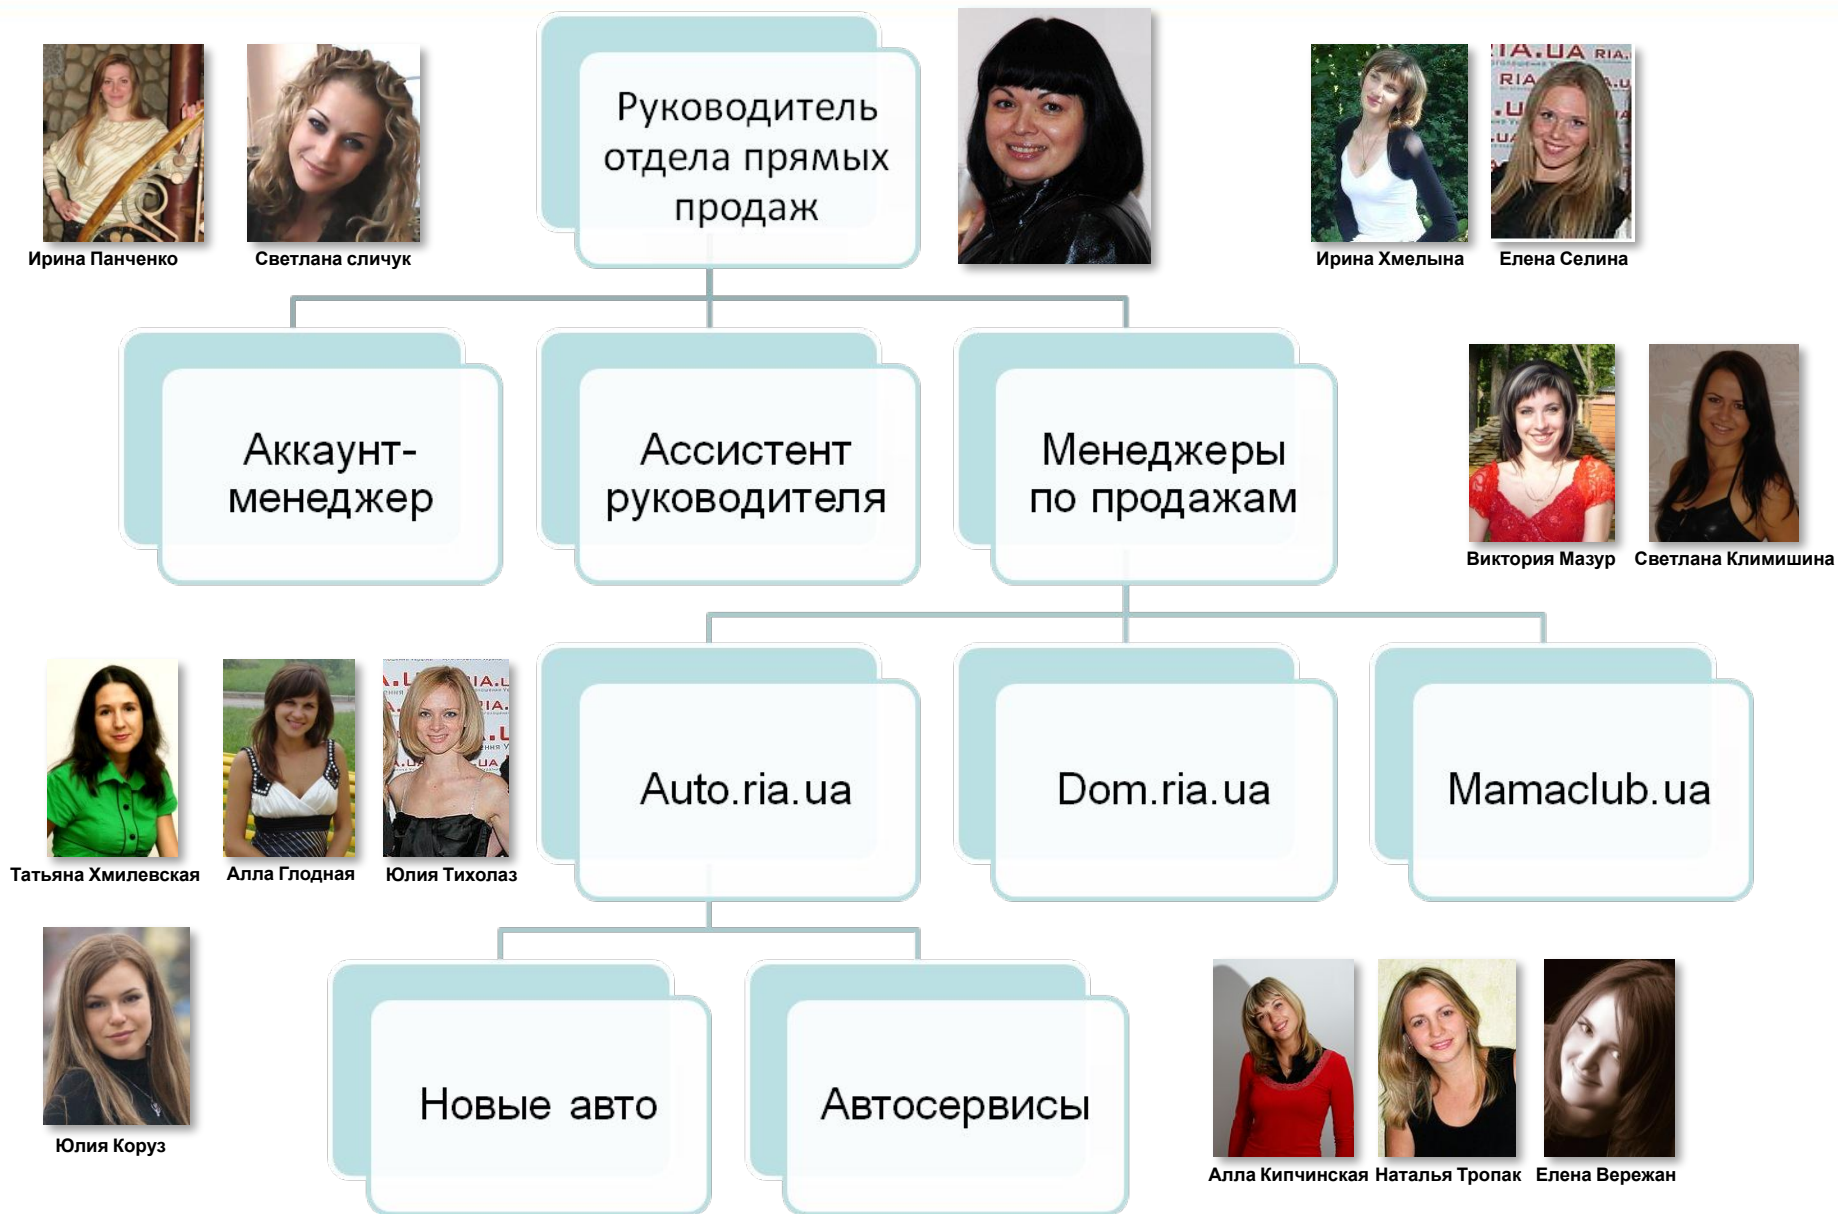 Руководитель
отдела прямых
продаж
Ирина Панченко
Светлана сличук
Ирина Хмелына
Елена Селина
Аккаунт-
менеджер
Ассистент
руководителя
Менеджеры
по продажам
Виктория Мазур
Светлана Климишина
Auto.ria.ua
Dom.ria.ua
Mamaclub.ua
Татьяна Хмилевская
Алла Глодная
Юлия Тихолаз
Новые авто
Автосервисы
Юлия Коруз
Алла Кипчинская
Наталья Тропак
Елена Вережан